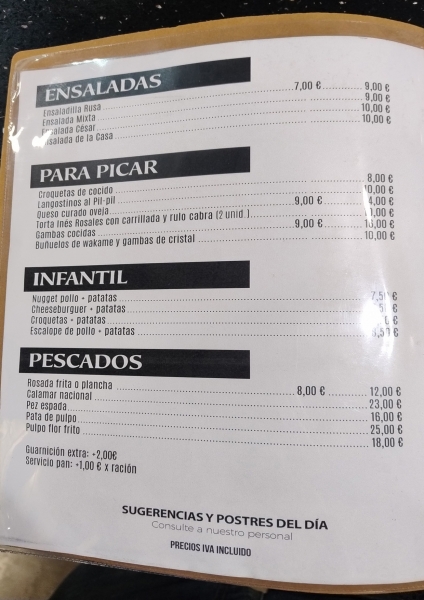 ENSALADAS
Ensaladilla Rusa 7,00 € 9,00 €
Ensalada Mixta 9,00 €
Ensalada César 10,00 €
Ensalada de la Casa 10,00 €
PARA PICAR
Croquetas de cocido 8,00 €
Langostinos al Pil-pil 10,00 €
Queso curado oveja 9,00 €
Torta Inés Rosales con carrillada y rulo cabra (2 unid.)
Gambas cocidas 9,00 €
Buñuelos de wakame y gambas de cristal 10,00 €
INFANTIL
Nugget pollo + patatas
Cheeseburguer + patatas
Croquetas + patatas
Escalope de pollo + patatas
PESCADOS
Rosada frita o plancha 8,00 € 12,00 €
Calamar nacional 23,00 €
Pez espada 16,00 €
Pata de pulpo 25,00 €
Pulpo flor frito 18,00 €
Guarnición extra: +2,00€
Servicio pan: +1,00 € x ración
SUGERENCIAS Y POSTRES DEL DÍA
Consulte a nuestro personal
PRECIOS IVA INCLUIDO